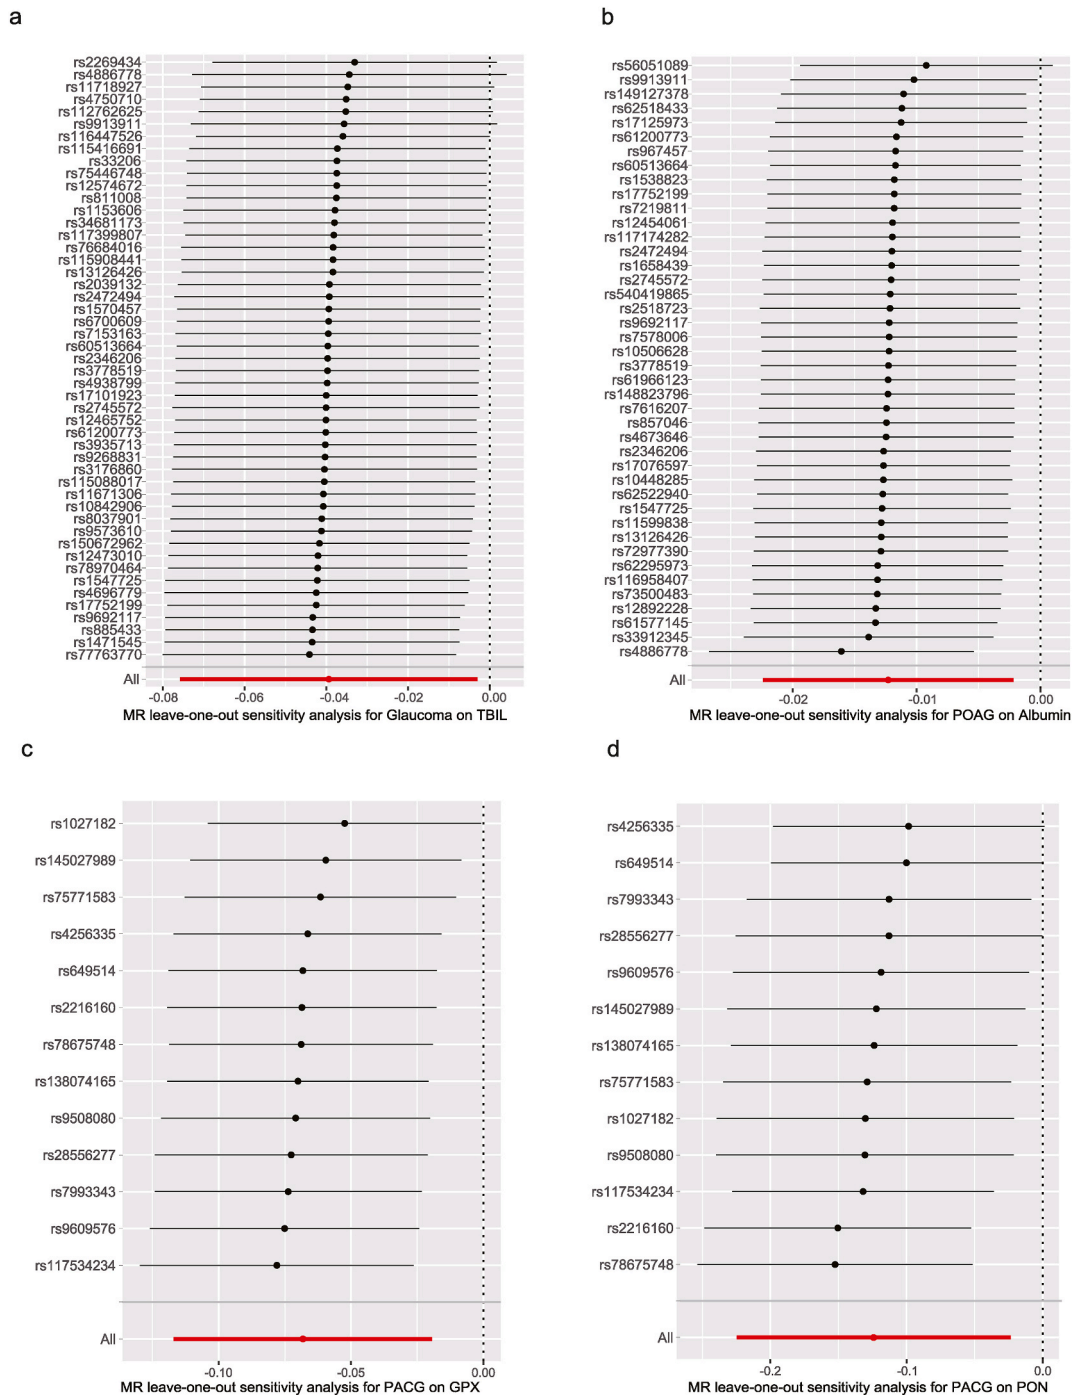 a
rs2269434
rs4886778
rs11718927
rs4750710
rs112762625
rs9913911
rs116447526
rs115416691
rs33206
rs75446748
rs12574672
rs811008
rs1153606
rs34681173
rs117399807
rs76684016
rs115908441
rs13126426
rs2039132
rs2472494
rs1570457
rs6700609
rs7153163
rs60513664
rs2346206
rs3778519
rs4938799
rs17101923
rs2745572
rs12465752
rs61200773
rs3935713
rs9268831
rs3176860
rs115088017
rs11671306
rs10842906
rs8037901
rs9573610
rs150672962
rs12473010
rs78970464
rs1547725
rs4696779
rs17752199
rs9692117
rs885433
rs1471545
rs77763770
All
-0.08 -0.06 -0.04 -0.02 0.00
MR leave-one-out sensitivity analysis for Glaucoma on TBIL
b
rs56051089
rs9913911
rs149127378
rs62518433
rs17125973
rs61200773
rs967457
rs60513664
rs1538823
rs17752199
rs7219811
rs12454061
rs117174282
rs2472494
rs1658439
rs2745572
rs540419865
rs2518723
rs9692117
rs7578006
rs10506628
rs3778519
rs61966123
rs148823796
rs7616207
rs857046
rs4673646
rs2346206
rs17076597
rs10448285
rs62522940
rs1547725
rs11599838
rs13126426
rs72977390
rs62295973
rs116958407
rs73500483
rs12892228
rs61577145
rs33912345
rs4886778
All
-0.02 -0.01 0.00
MR leave-one-out sensitivity analysis for POAG on Albumin
c
rs1027182
rs145027989
rs75771583
rs4256335
rs649514
rs2216160
rs78675748
rs138074165
rs9508080
rs28556277
rs7993343
rs9609576
rs117534234
All
-0.10 -0.05 0.00
MR leave-one-out sensitivity analysis for PACG on GPX
d
rs4256335
rs649514
rs7993343
rs28556277
rs9609576
rs145027989
rs138074165
rs75771583
rs1027182
rs9508080
rs117534234
rs2216160
rs78675748
All
-0.2 -0.1 0.0
MR leave-one-out sensitivity analysis for PACG on PON